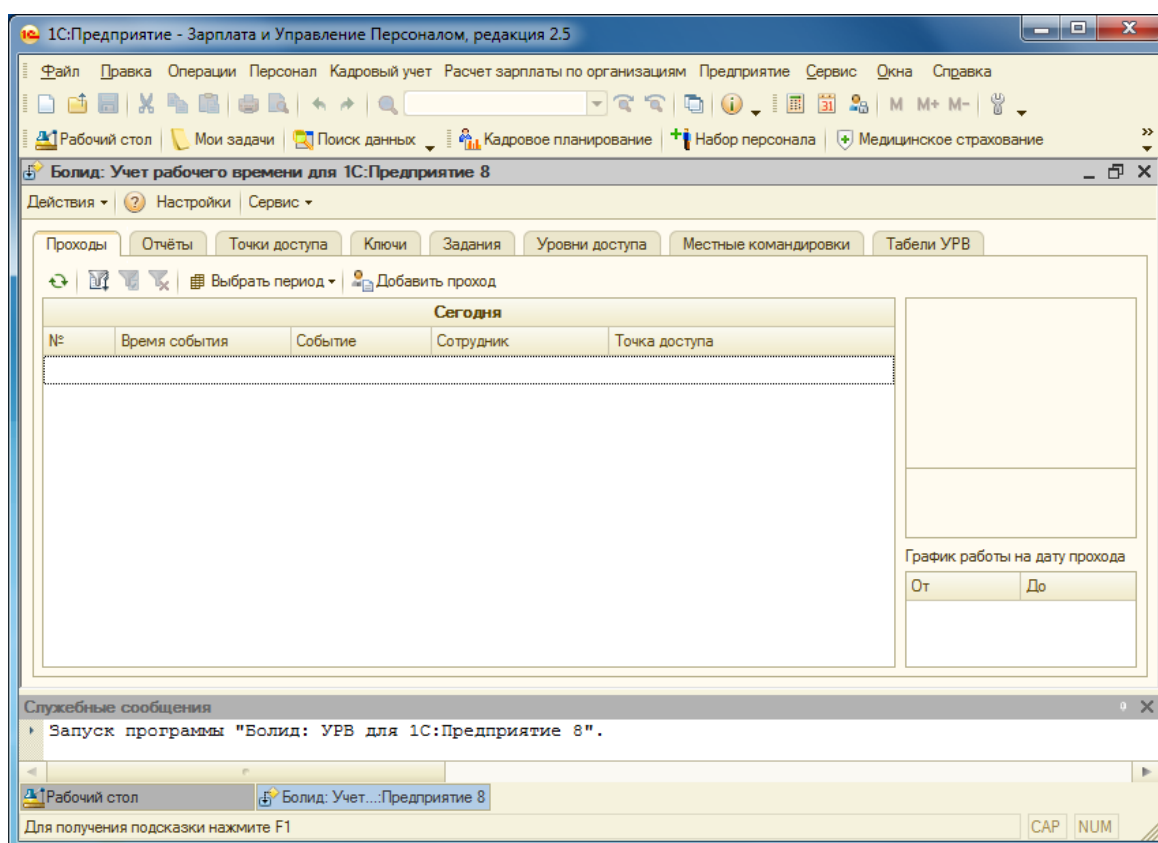 1С:Предприятие - Зарплата и Управление Персоналом, редакция 2.5
Файл Правка Операции Персонал Кадровый учет Расчет зарплаты по организациям Предприятие Сервис Окна Справка
M M+ M-
Рабочий стол Мои задачи Поиск данных Кадровое планирование Набор персонала Медицинское страхование
Болид: Учет рабочего времени для 1С:Предприятие 8
Действия Настройки Сервис
Проходы Отчёты Точки доступа Ключи Задания Уровни доступа Местные командировки Табели УРВ
Выбрать период Добавить проход
Сегодня
№ Время события Событие Сотрудник Точка доступа
График работы на дату прохода
От До
Служебные сообщения
Запуск программы "Болид: УРВ для 1С:Предприятие 8".
Рабочий стол Болид: Учет...:Предприятие 8
Для получения подсказки нажмите F1 CAP NUM